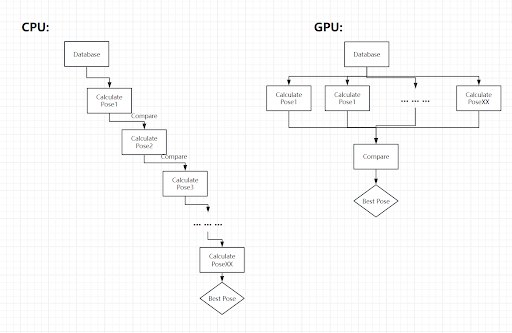 CPU:
Database
Calculate
Pose1
Compare
Calculate
Pose2
Compare
Calculate
Pose3
... ... ...
Calculate
PoseXX
Best Pose
GPU:
Database
Calculate
Pose1
Calculate
Pose1
... ... ...
Calculate
PoseXX
Compare
Best Pose